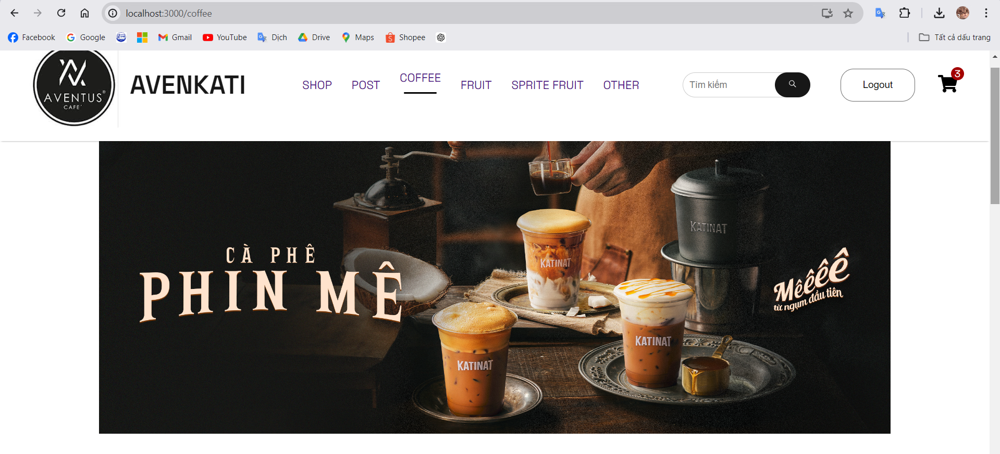 localhost:3000/coffee
Facebook Google Gmail YouTube Dịch Drive Maps Shopee Tất cả dấu trang
AVENTUS®
CAFE´
AVENKATI
SHOP POST COFFEE FRUIT SPRITE FRUIT OTHER
Tìm kiếm
Logout
3
CÀ PHÊ
PHIN MÊ
KATINAT
KATINAT
KATINAT
KATINAT
Mêêêê
từ ngụm đầu tiên